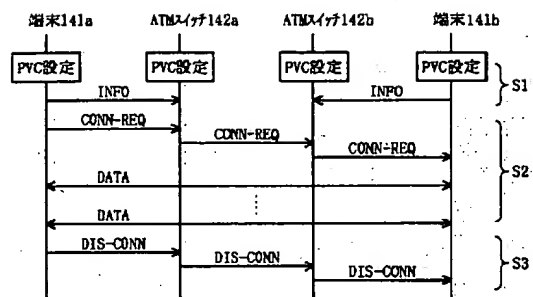 端末141a ATMスイッチ142a ATMスイッチ142b 端末141b
PVC設定 PVC設定 PVC設定 PVC設定
S1
INFO INFO
CONN-REQ
CONN-REQ
CONN-REQ
S2
DATA
DATA
DIS-CONN
DIS-CONN
S3
DIS-CONN